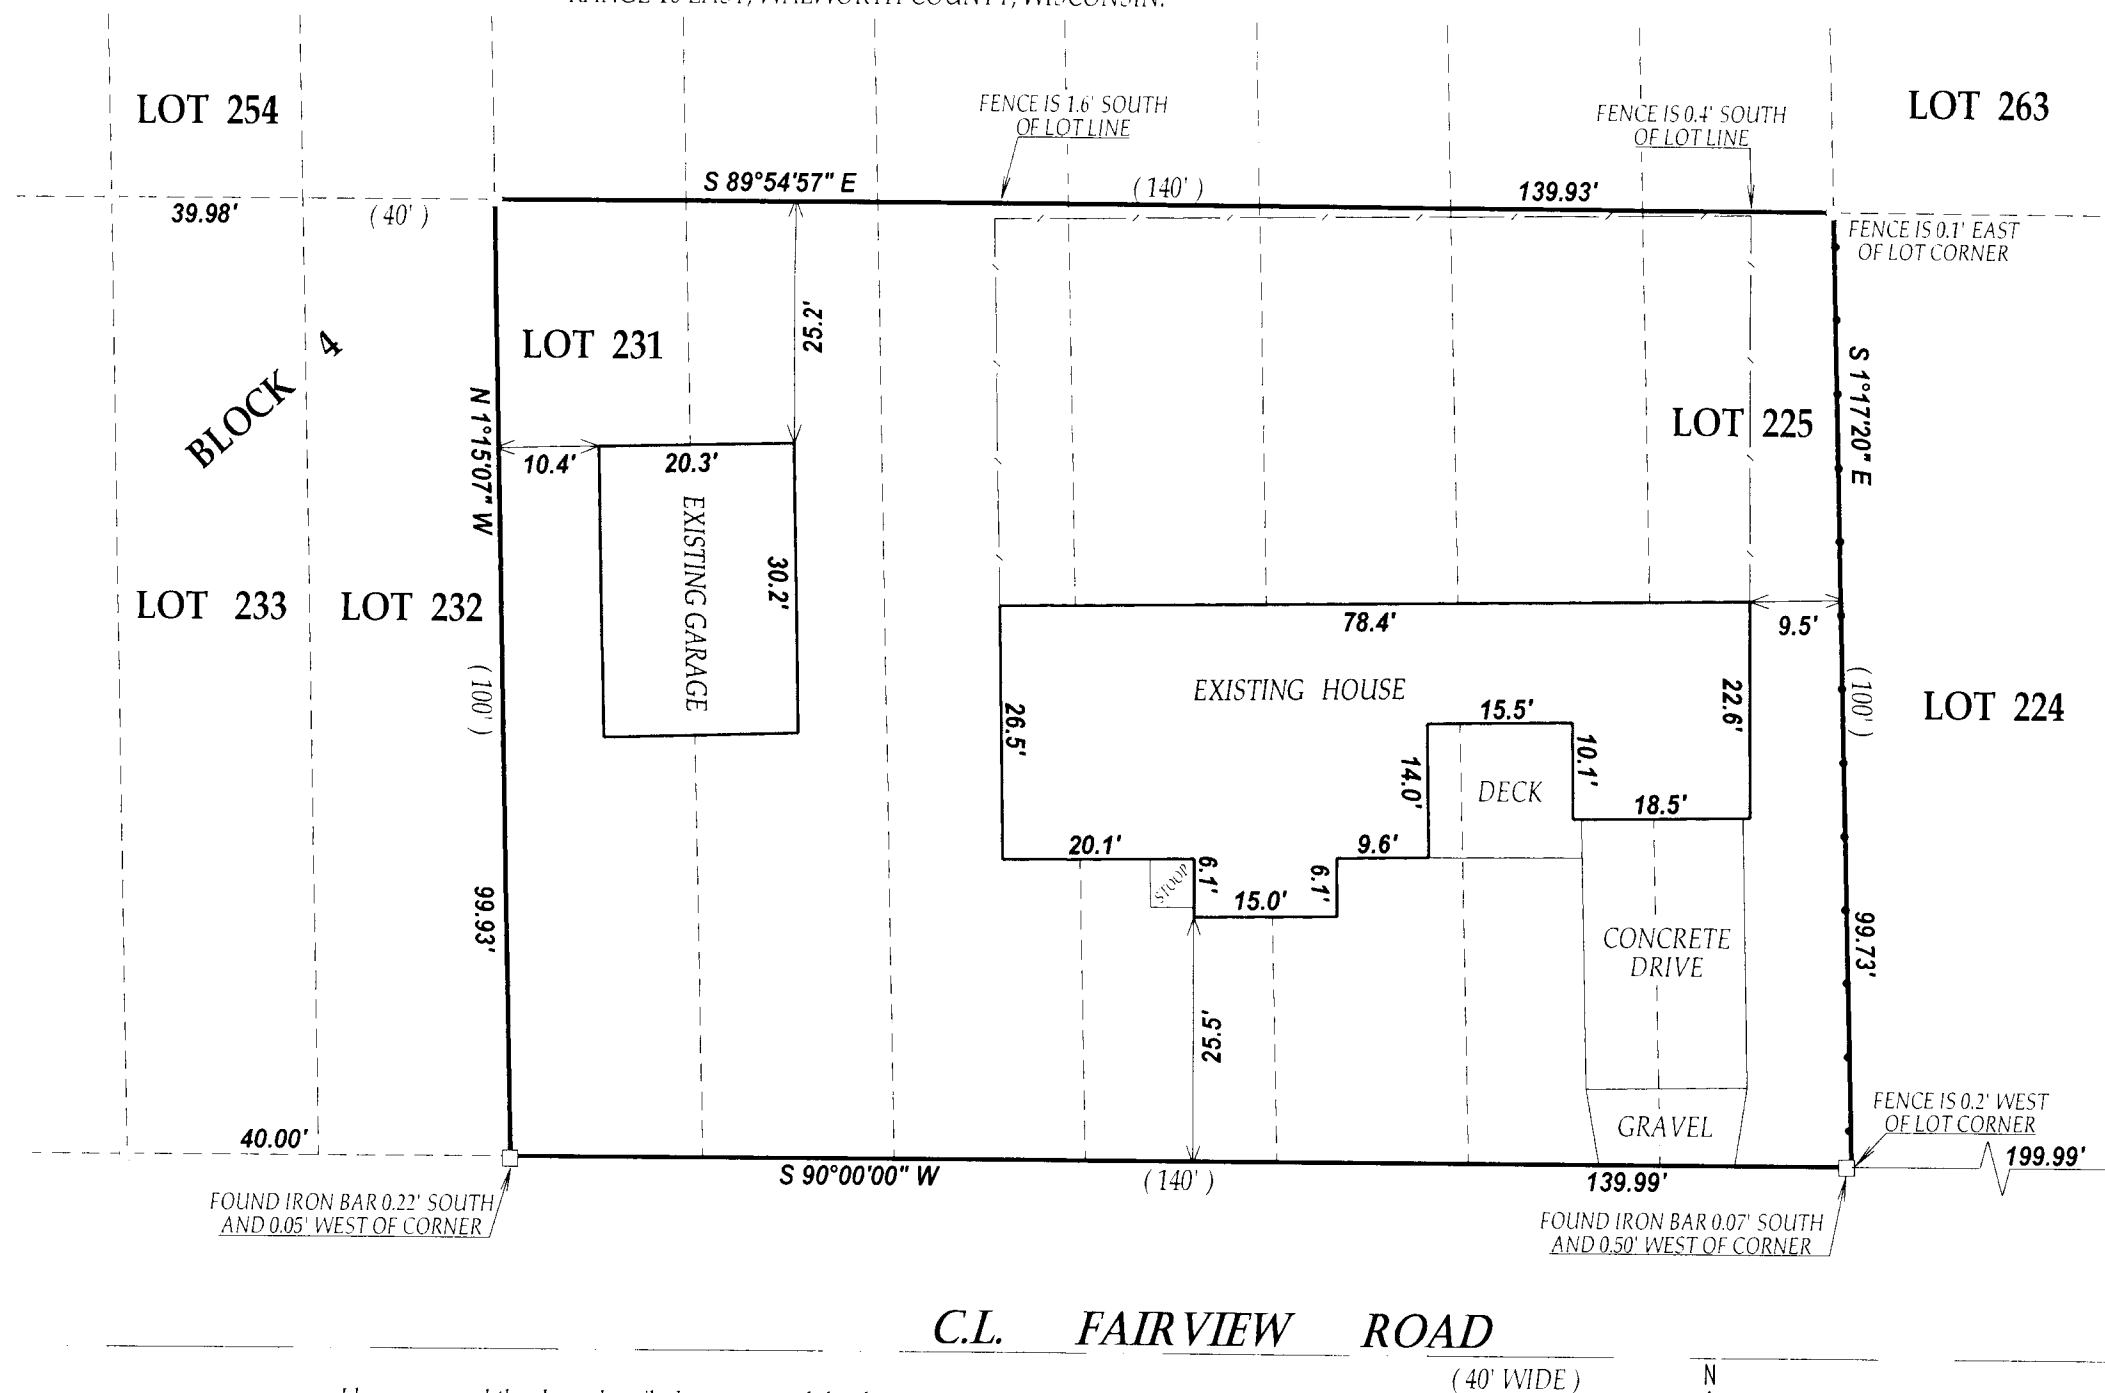 RANGE 18 EAST, WALWORTH COUNTY, WISCONSIN.
LOT 254
FENCE IS 1.6' SOUTH
OF LOT LINE
FENCE IS 0.4' SOUTH
OF LOT LINE
LOT 263
S 89°54'57" E
(140')
139.93'
39.98'
(40')
FENCE IS 0.1' EAST
OF LOT CORNER
25.2'
LOT 231
BLOCK 4
N 1°15'07" W
S 1°17'20" E
LOT 225
10.4'
20.3'
EXISTING GARAGE
30.2'
LOT 233
LOT 232
78.4'
9.5'
(100')
EXISTING HOUSE
26.5'
15.5'
22.6'
(100')
LOT 224
14.0'
DECK
10.1'
18.5'
20.1'
9.6'
STOOP
6.1'
6.1'
15.0'
99.93'
CONCRETE
DRIVE
99.73'
25.5'
GRAVEL
FENCE IS 0.2' WEST
OF LOT CORNER
40.00'
199.99'
S 90°00'00" W
(140')
139.99'
FOUND IRON BAR 0.22' SOUTH
AND 0.05' WEST OF CORNER
FOUND IRON BAR 0.07' SOUTH
AND 0.50' WEST OF CORNER
C.L. FAIRVIEW ROAD
(40' WIDE)
N